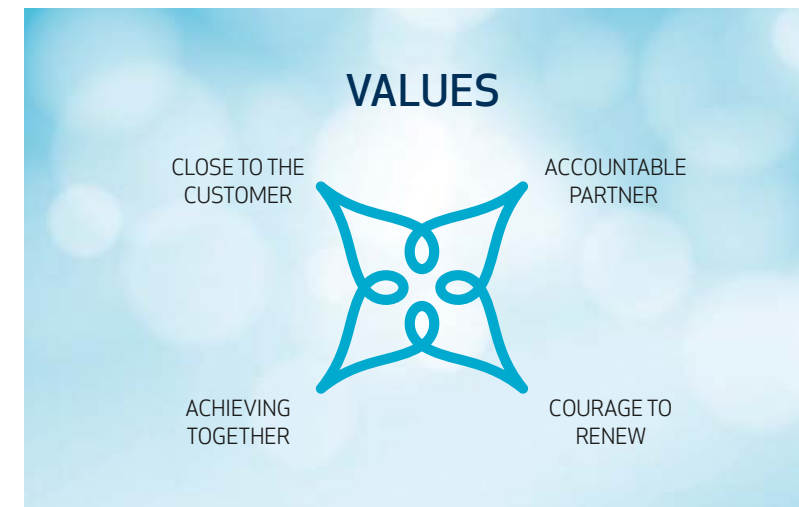 VALUES
CLOSE TO THE
CUSTOMER
ACCOUNTABLE
PARTNER
ACHIEVING
TOGETHER
COURAGE TO
RENEW